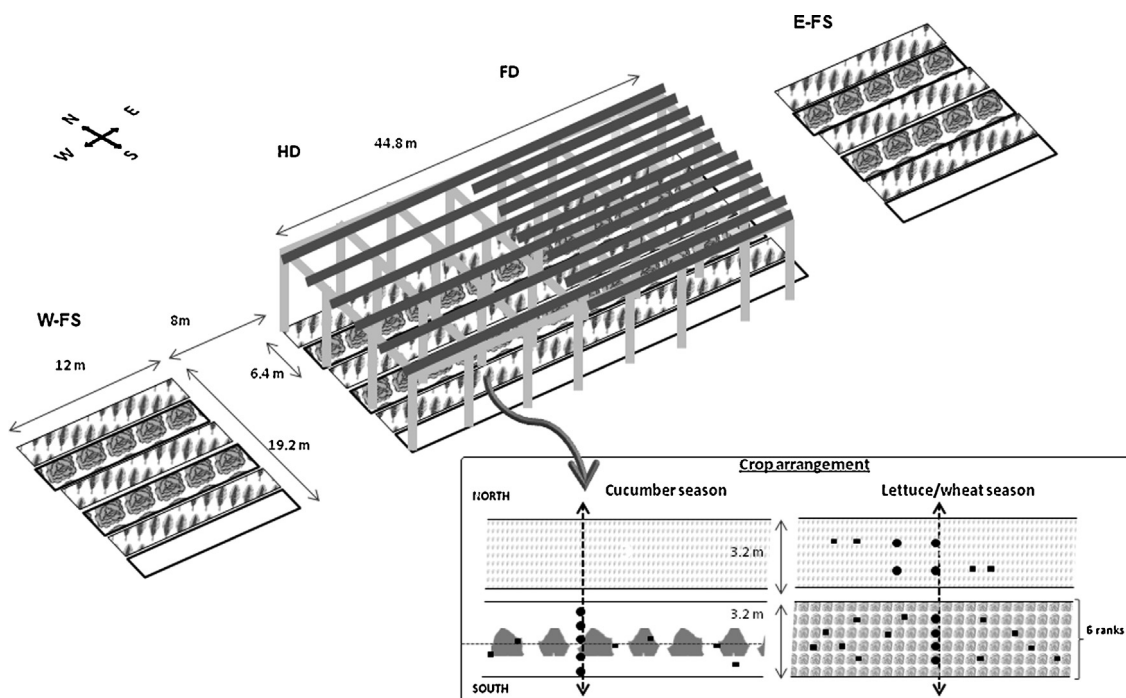 E-FS
FD
N
E
W
S
HD
44.8 m
W-FS
8m
12 m
6.4 m
19.2 m
Crop arrangement
NORTH
Cucumber season
Lettuce/wheat season
3.2 m
3.2 m
6 ranks
SOUTH